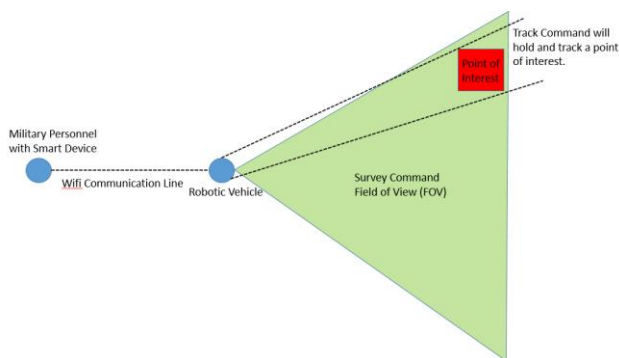 Track Command will
hold and track a point
of interest.
Point of
Interest
Military Personnel
with Smart Device
Wifi Communication Line
Robotic Vehicle
Survey Command
Field of View (FOV)